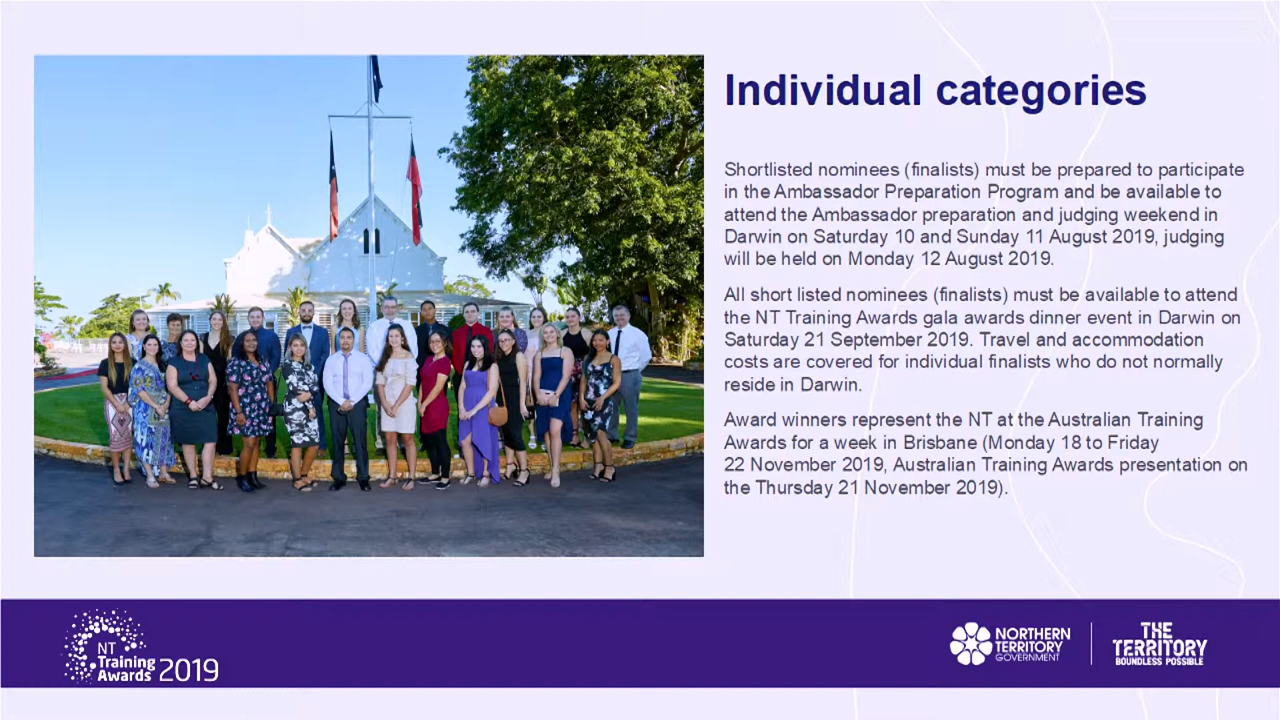 Individual categories
Shortlisted nominees (finalists) must be prepared to participate
in the Ambassador Preparation Program and be available to
attend the Ambassador preparation and judging weekend in
Darwin on Saturday 10 and Sunday 11 August 2019, judging
will be held on Monday 12 August 2019.
All short listed nominees (finalists) must be available to attend
the NT Training Awards gala awards dinner event in Darwin on
Saturday 21 September 2019. Travel and accommodation
costs are covered for individual finalists who do not normally
reside in Darwin.
Award winners represent the NT at the Australian Training
Awards for a week in Brisbane (Monday 18 to Friday
22 November 2019, Australian Training Awards presentation on
the Thursday 21 November 2019).
NT
Training
Awards 2019
NORTHERN
TERRITORY
GOVERNMENT
THE
TERRITORY
BOUNDLESS POSSIBLE